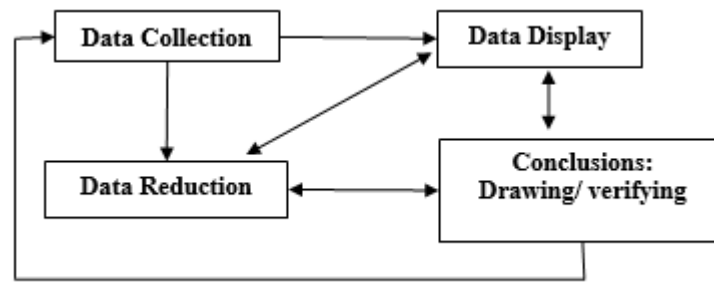 Data Collection
Data Display
Data Reduction
Conclusions:
Drawing/ verifying